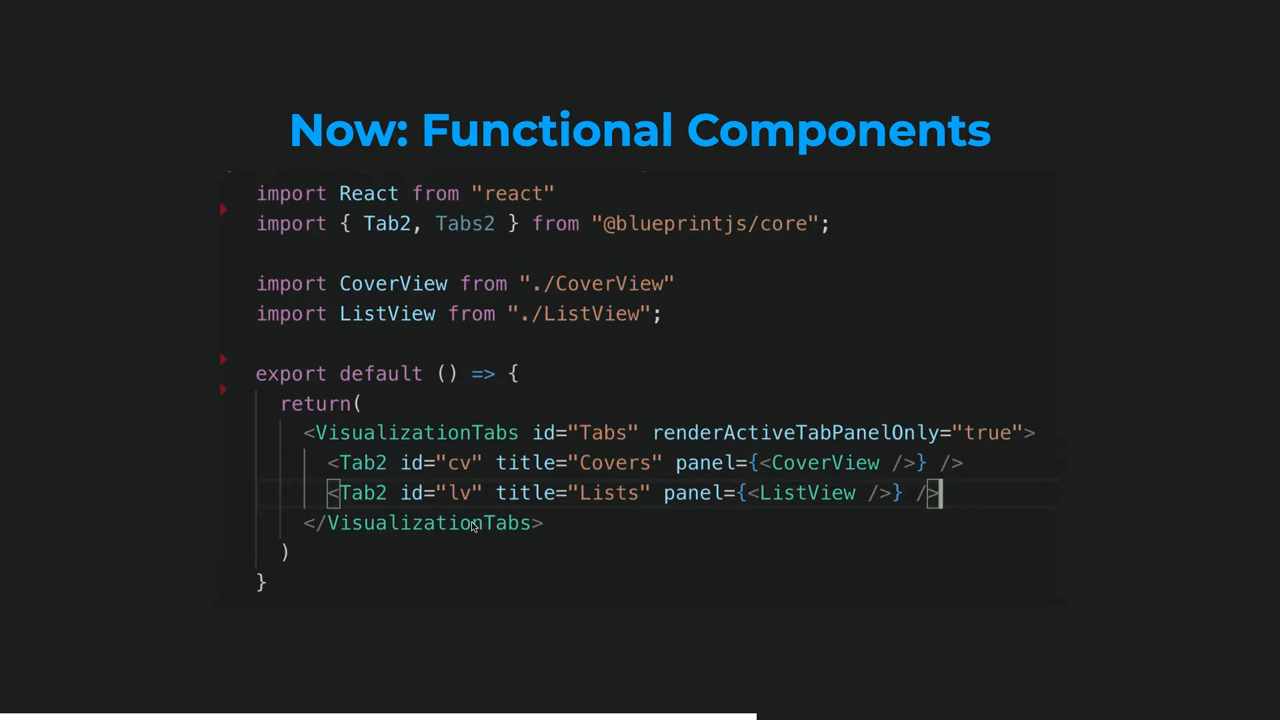 Now: Functional Components
import React from "react"
import { Tab2, Tabs2 } from "@blueprintjs/core";
import CoverView from "./CoverView"
import ListView from "./ListView";
export default () => {
return(
<VisualizationTabs id="Tabs" renderActiveTabPanelOnly="true">
<Tab2 id="cv" title="Covers" panel={<CoverView />} />
<Tab2 id="lv" title="Lists" panel={<ListView />} />
</VisualizationTabs>
)
}